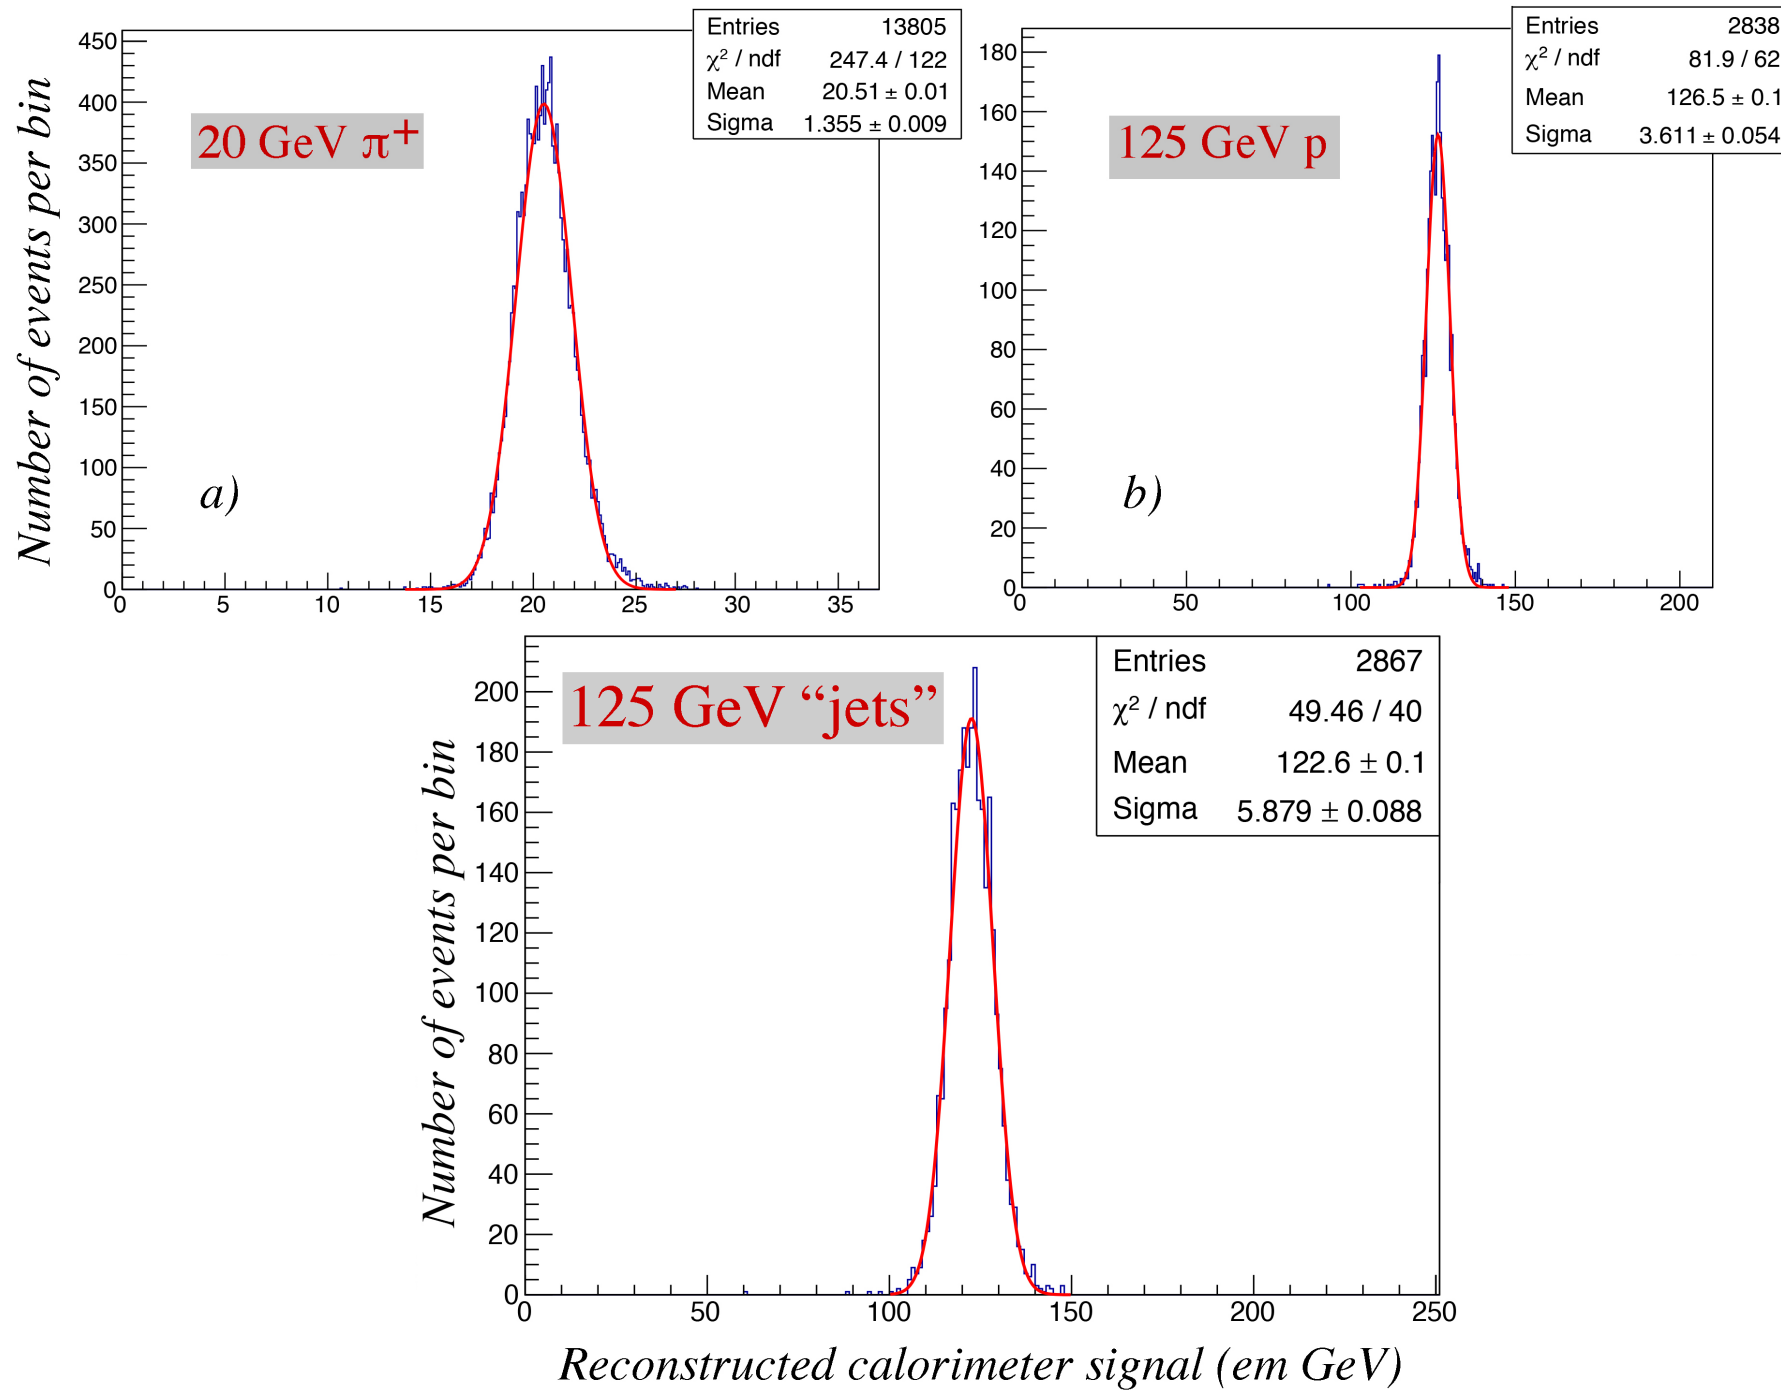 Number of events per bin
450
400
350
300
250
200
150
100
50
0
0 5 10 15 20 25 30 35
20 GeV π+
a)
Entries 13805
χ² / ndf 247.4 / 122
Mean 20.51 ± 0.01
Sigma 1.355 ± 0.009
180
160
140
120
100
80
60
40
20
0
0 50 100 150 200
125 GeV p
b)
Entries 2838
χ² / ndf 81.9 / 62
Mean 126.5 ± 0.1
Sigma 3.611 ± 0.054
Number of events per bin
200
180
160
140
120
100
80
60
40
20
0
0 50 100 150 200 250
125 GeV “jets”
Entries 2867
χ² / ndf 49.46 / 40
Mean 122.6 ± 0.1
Sigma 5.879 ± 0.088
Reconstructed calorimeter signal (em GeV)